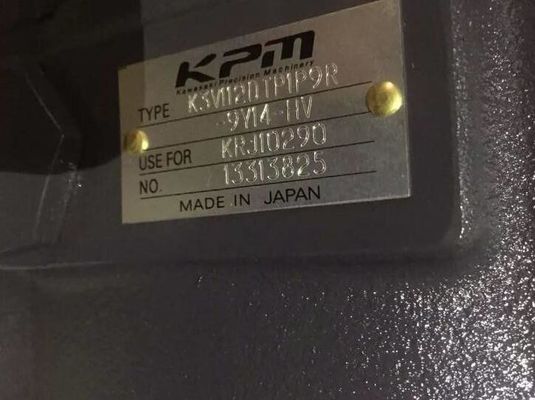 KPM
Kawasaki Precision Machinery
TYPE K3V112DTP1P9R
-9Y14-HV
USE FOR KRJ10290
NO. 13313825
MADE IN JAPAN